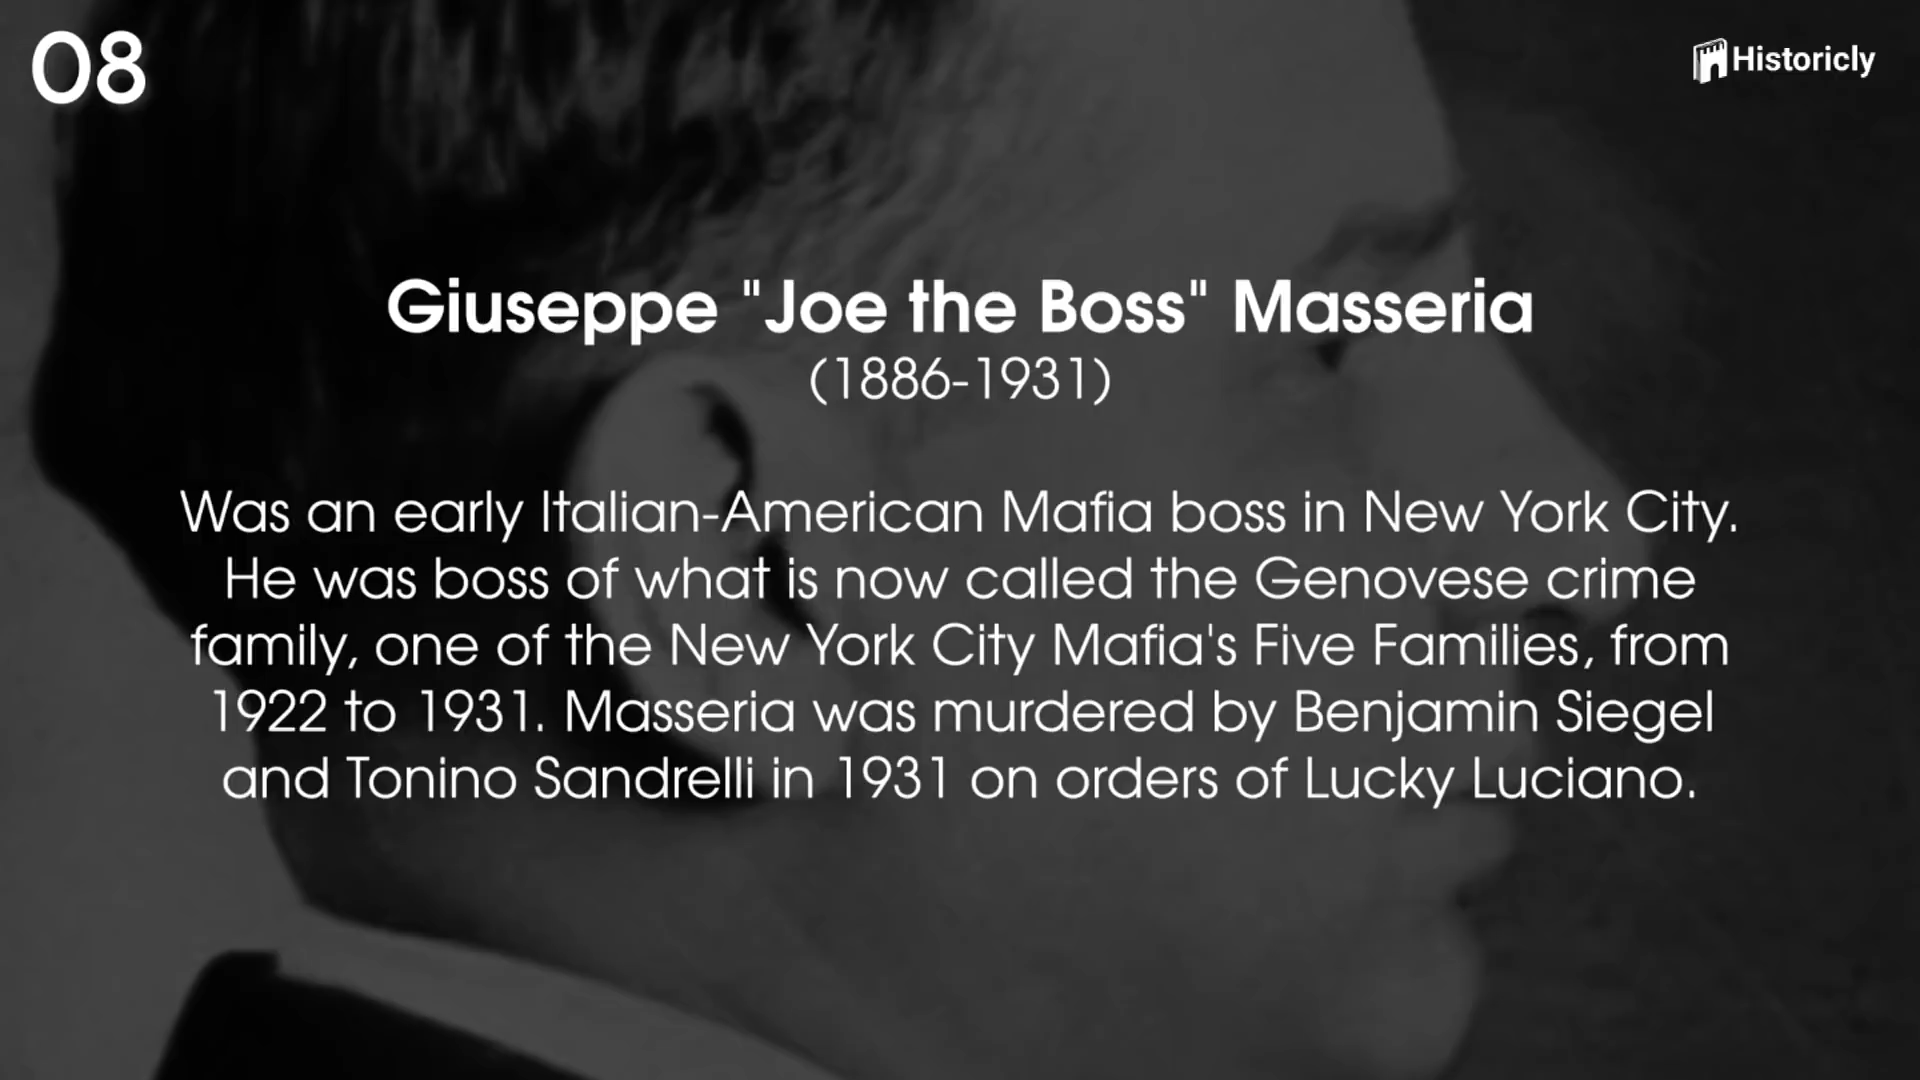 08
Historicly
Giuseppe "Joe the Boss" Masseria
(1886-1931)
Was an early Italian-American Mafia boss in New York City.
He was boss of what is now called the Genovese crime
family, one of the New York City Mafia's Five Families, from
1922 to 1931. Masseria was murdered by Benjamin Siegel
and Tonino Sandrelli in 1931 on orders of Lucky Luciano.